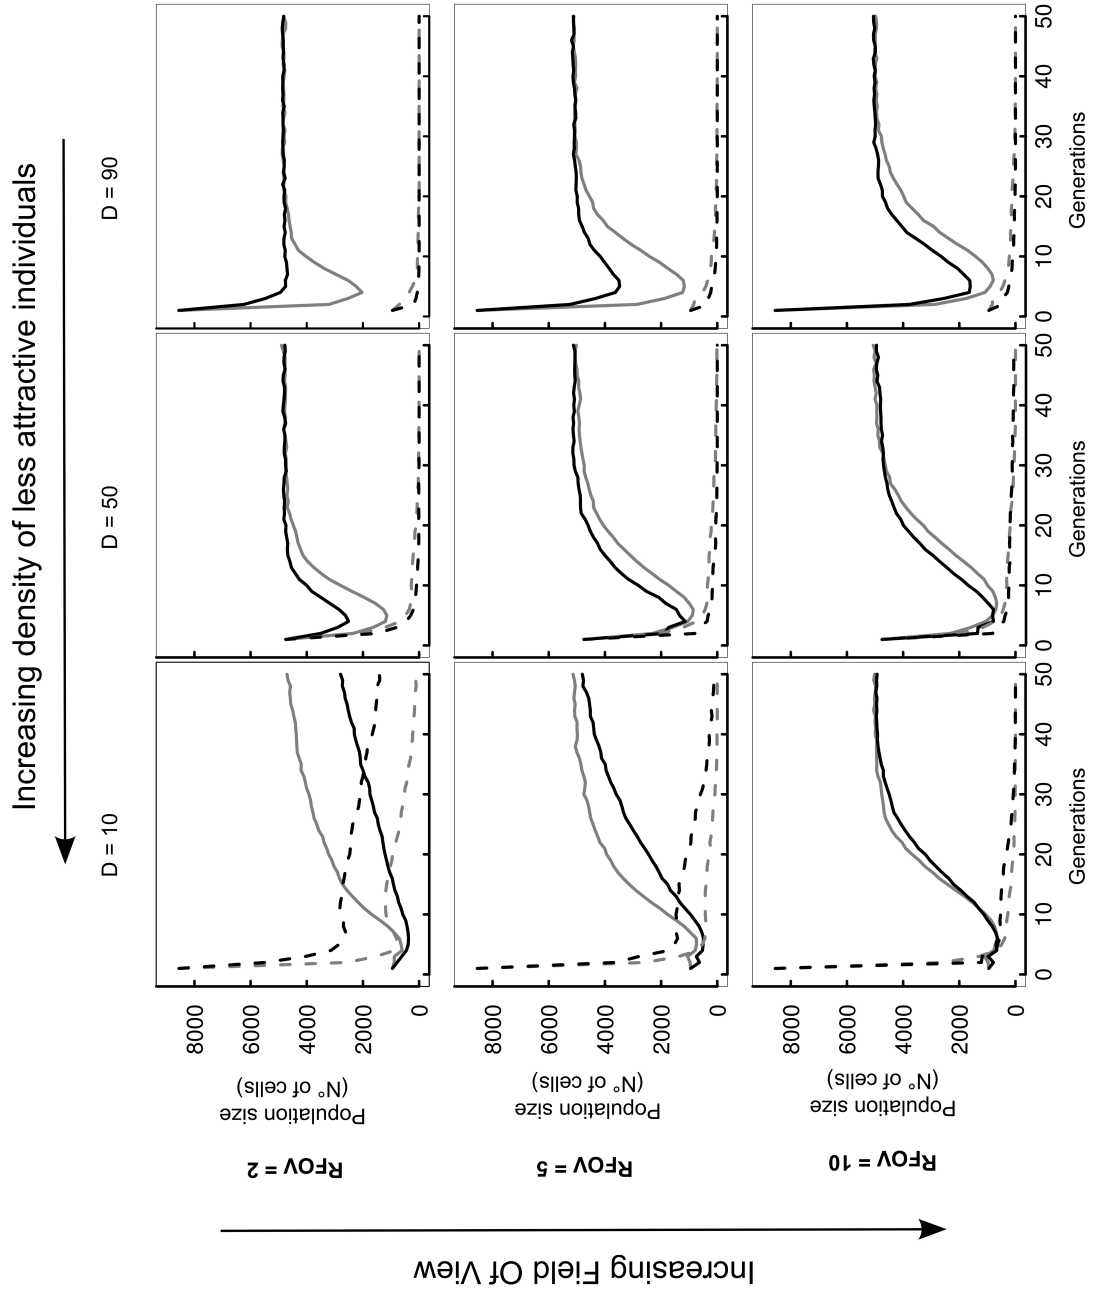 Increasing density of less attractive individuals
D = 10
D = 50
D = 90
Increasing Field Of View
RFOV = 2
Population size
(N° of cells)
8000
6000
4000
2000
0
RFOV = 5
Population size
(N° of cells)
8000
6000
4000
2000
0
RFOV = 10
Population size
(N° of cells)
8000
6000
4000
2000
0
0 10 20 30 40 50
Generations
0 10 20 30 40 50
Generations
0 10 20 30 40 50
Generations